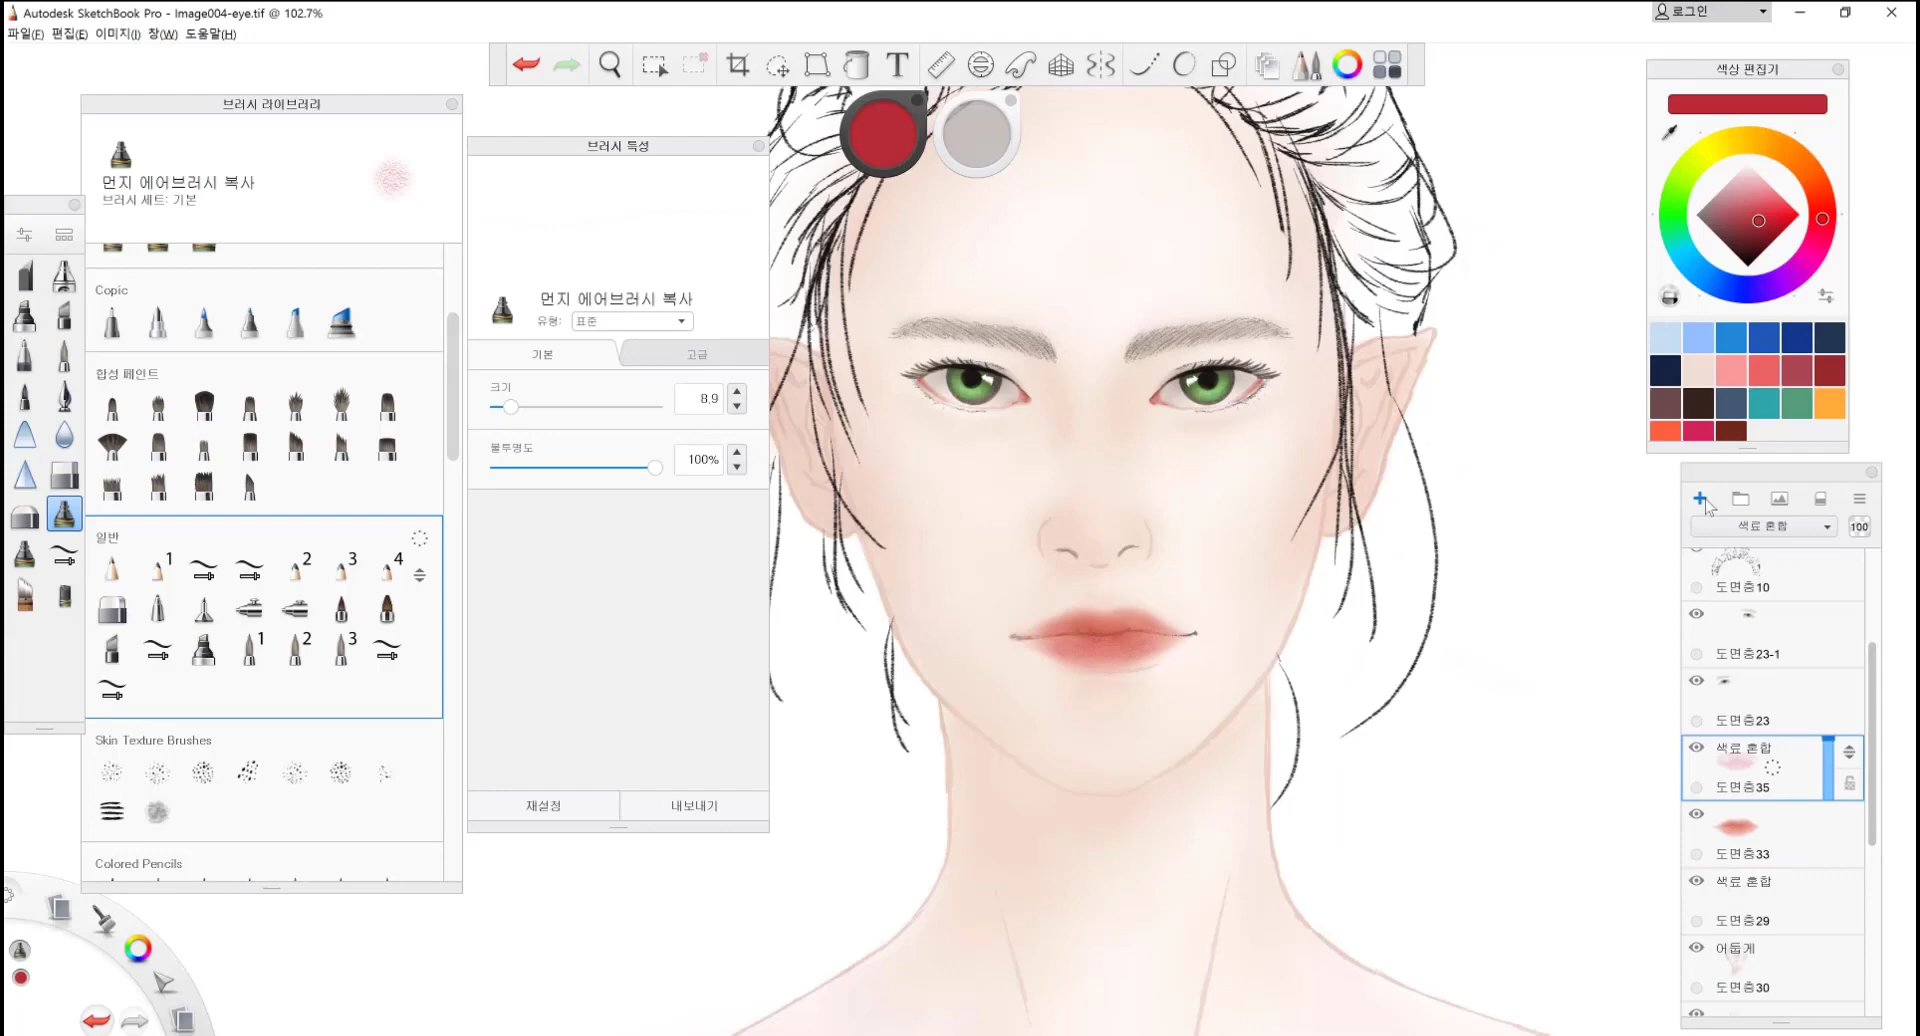 Autodesk SketchBook Pro - Image004-eye.tif @ 102.7%
로그인
파일(F) 편집(E) 이미지(I) 창(W) 도움말(H)
T
브러시 라이브러리
먼지 에어브러시 복사
브러시 세트: 기본
Copic
합성 페인트
일반
1 2 3 4
1 2 3
Skin Texture Brushes
Colored Pencils
브러시 특성
먼지 에어브러시 복사
유형: 표준
기본
고급
크기
8.9
불투명도
100%
재설정
내보내기
색상 편집기
색료 혼합
100
도면층10
도면층23-1
도면층23
색료 혼합
도면층35
도면층33
색료 혼합
도면층29
어둡게
도면층30